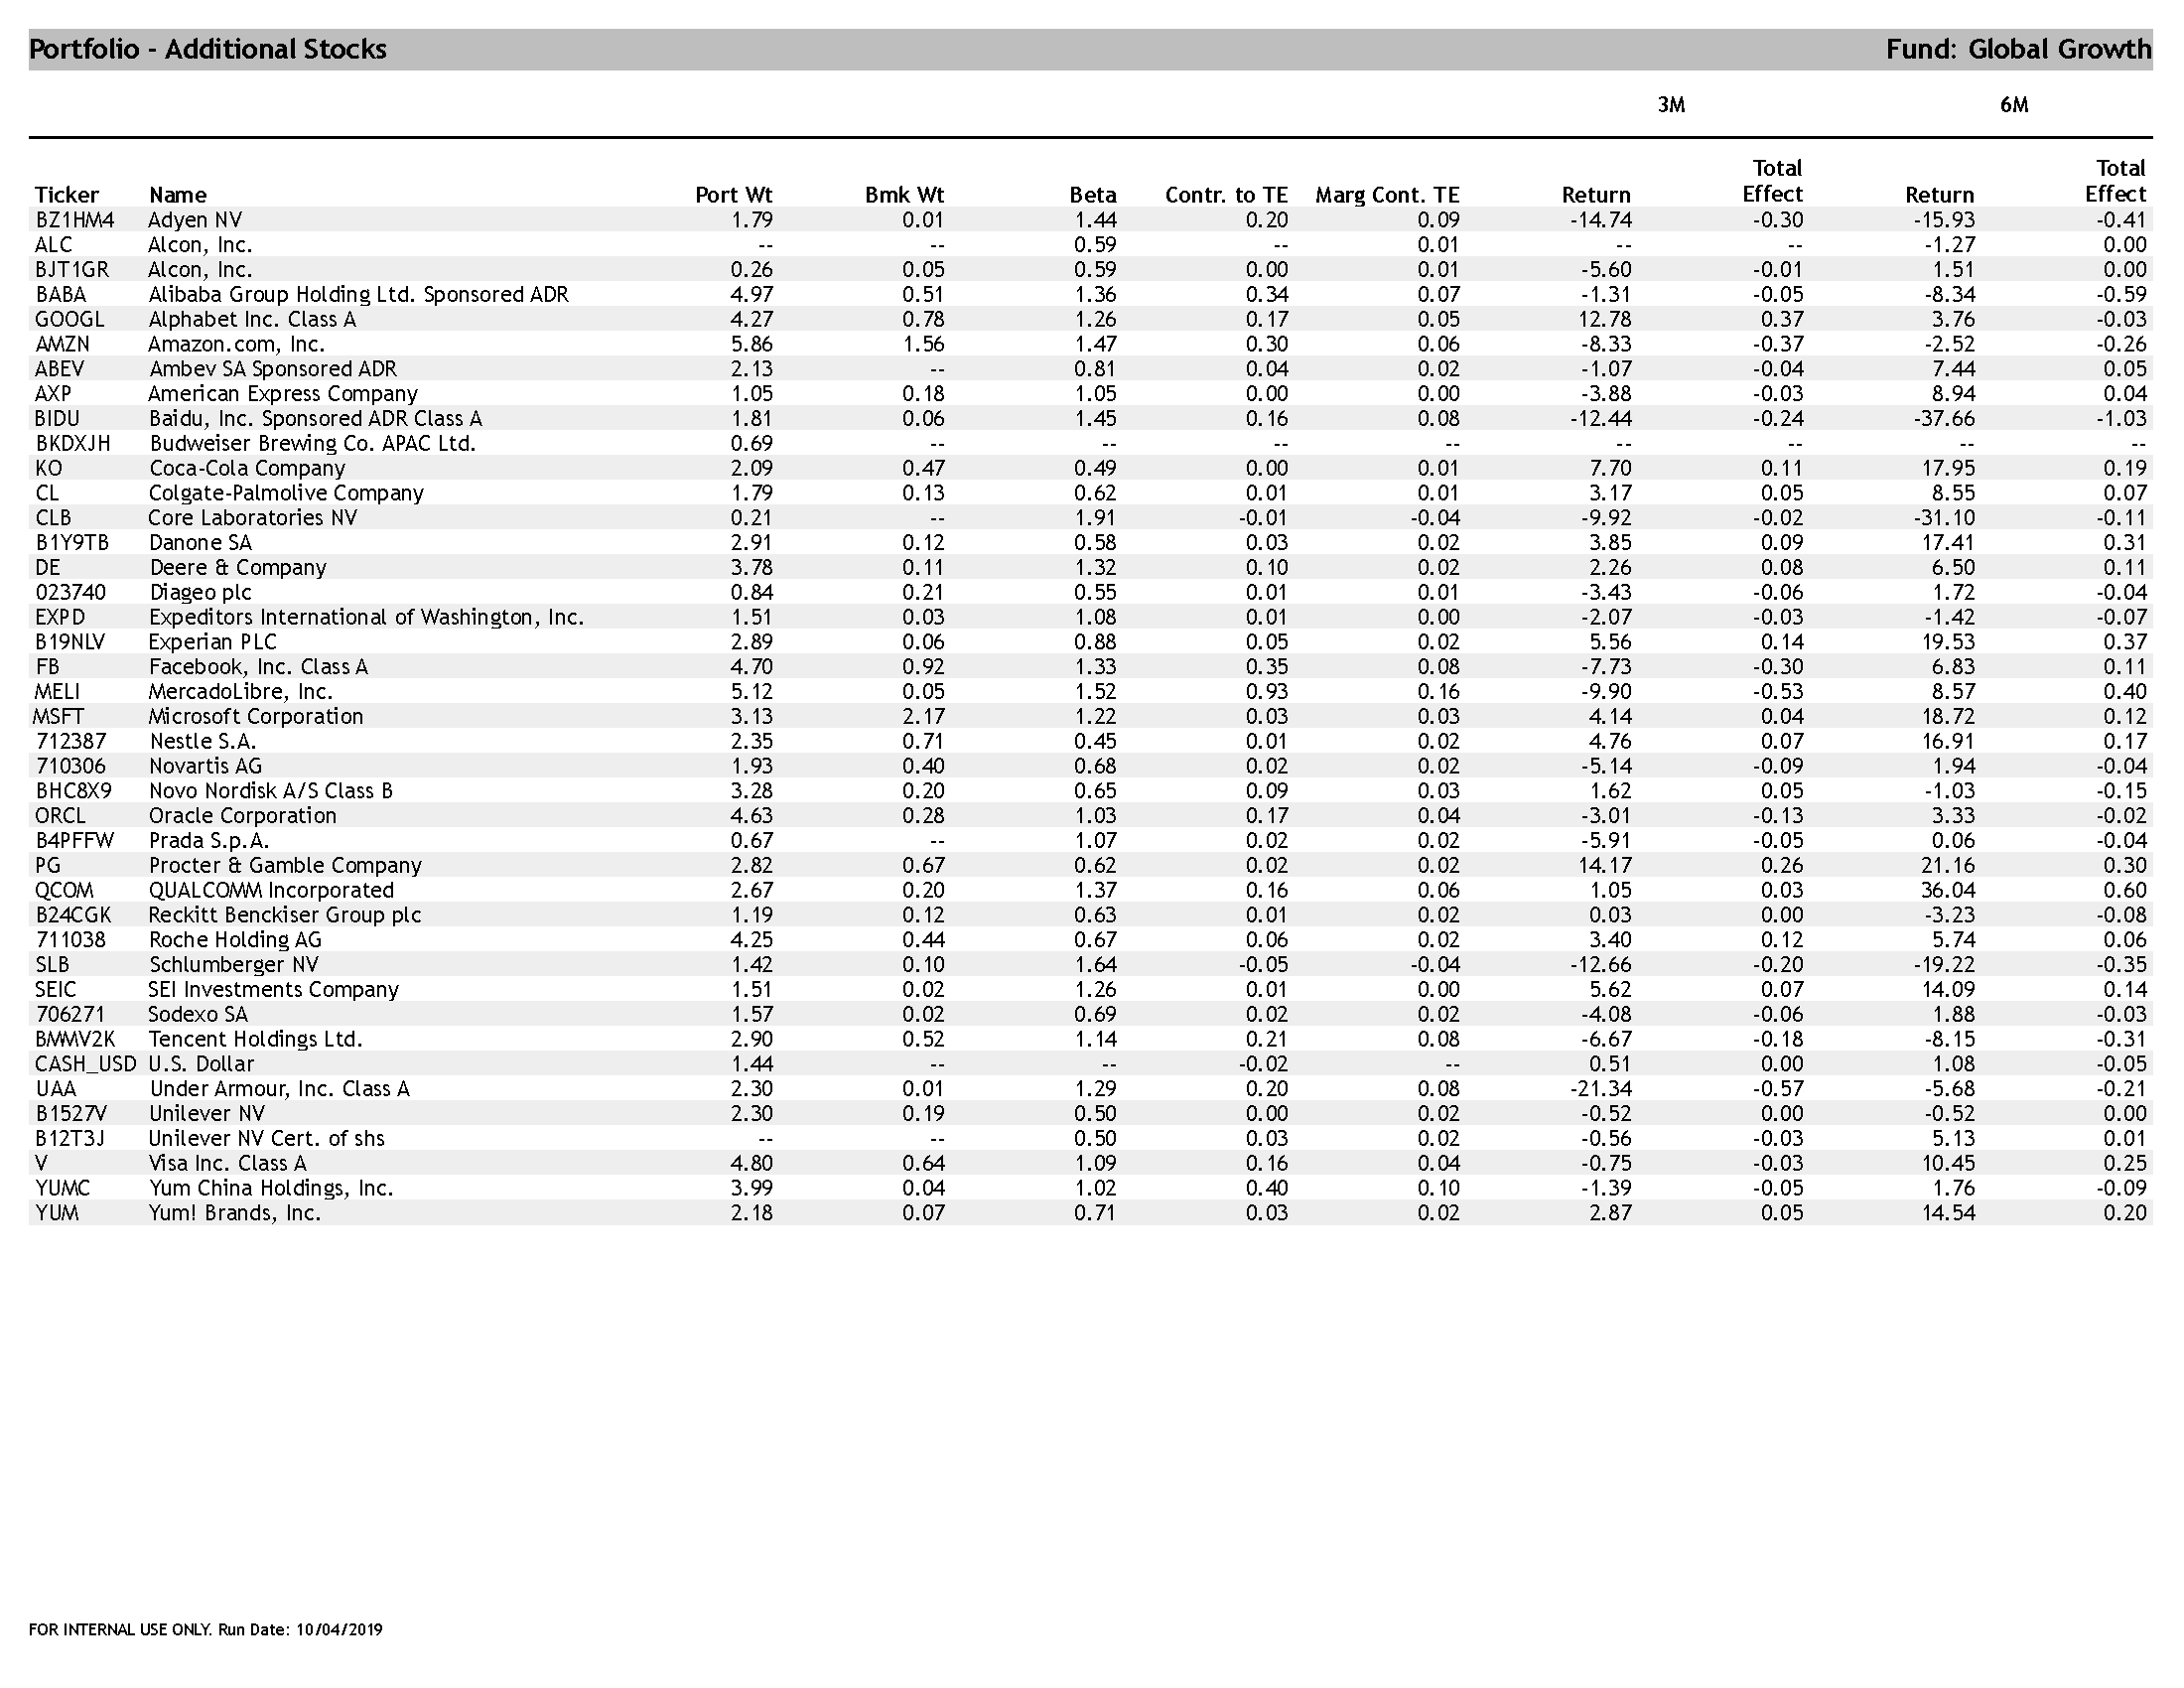 Portfolio - Additional Stocks Fund: Global Growth
3M 6M
Total Total
Ticker Name Port Wt Bmk Wt Beta Contr. to TE Marg Cont. TE Return Effect Return Effect
BZ1HM4 Adyen NV 1.79 0.01 1.44 0.20 0.09 -14.74 -0.30 -15.93 -0.41
ALC Alcon, Inc. -- -- 0.59 -- 0.01 -- -- -1.27 0.00
BJT1GR Alcon, Inc. 0.26 0.05 0.59 0.00 0.01 -5.60 -0.01 1.51 0.00
BABA Alibaba Group Holding Ltd. Sponsored ADR 4.97 0.51 1.36 0.34 0.07 -1.31 -0.05 -8.34 -0.59
GOOGL Alphabet Inc. Class A 4.27 0.78 1.26 0.17 0.05 12.78 0.37 3.76 -0.03
AMZN Amazon.com, Inc. 5.86 1.56 1.47 0.30 0.06 -8.33 -0.37 -2.52 -0.26
ABEV Ambev SA Sponsored ADR 2.13 -- 0.81 0.04 0.02 -1.07 -0.04 7.44 0.05
AXP American Express Company 1.05 0.18 1.05 0.00 0.00 -3.88 -0.03 8.94 0.04
BIDU Baidu, Inc. Sponsored ADR Class A 1.81 0.06 1.45 0.16 0.08 -12.44 -0.24 -37.66 -1.03
BKDXJH Budweiser Brewing Co. APAC Ltd. 0.69 -- -- -- -- -- -- -- --
KO Coca-Cola Company 2.09 0.47 0.49 0.00 0.01 7.70 0.11 17.95 0.19
CL Colgate-Palmolive Company 1.79 0.13 0.62 0.01 0.01 3.17 0.05 8.55 0.07
CLB Core Laboratories NV 0.21 -- 1.91 -0.01 -0.04 -9.92 -0.02 -31.10 -0.11
B1Y9TB Danone SA 2.91 0.12 0.58 0.03 0.02 3.85 0.09 17.41 0.31
DE Deere & Company 3.78 0.11 1.32 0.10 0.02 2.26 0.08 6.50 0.11
023740 Diageo plc 0.84 0.21 0.55 0.01 0.01 -3.43 -0.06 1.72 -0.04
EXPD Expeditors International of Washington, Inc. 1.51 0.03 1.08 0.01 0.00 -2.07 -0.03 -1.42 -0.07
B19NLV Experian PLC 2.89 0.06 0.88 0.05 0.02 5.56 0.14 19.53 0.37
FB Facebook, Inc. Class A 4.70 0.92 1.33 0.35 0.08 -7.73 -0.30 6.83 0.11
MELI MercadoLibre, Inc. 5.12 0.05 1.52 0.93 0.16 -9.90 -0.53 8.57 0.40
MSFT Microsoft Corporation 3.13 2.17 1.22 0.03 0.03 4.14 0.04 18.72 0.12
712387 Nestle S.A. 2.35 0.71 0.45 0.01 0.02 4.76 0.07 16.91 0.17
710306 Novartis AG 1.93 0.40 0.68 0.02 0.02 -5.14 -0.09 1.94 -0.04
BHC8X9 Novo Nordisk A/S Class B 3.28 0.20 0.65 0.09 0.03 1.62 0.05 -1.03 -0.15
ORCL Oracle Corporation 4.63 0.28 1.03 0.17 0.04 -3.01 -0.13 3.33 -0.02
B4PFFW Prada S.p.A. 0.67 -- 1.07 0.02 0.02 -5.91 -0.05 0.06 -0.04
PG Procter & Gamble Company 2.82 0.67 0.62 0.02 0.02 14.17 0.26 21.16 0.30
QCOM QUALCOMM Incorporated 2.67 0.20 1.37 0.16 0.06 1.05 0.03 36.04 0.60
B24CGK Reckitt Benckiser Group plc 1.19 0.12 0.63 0.01 0.02 0.03 0.00 -3.23 -0.08
711038 Roche Holding AG 4.25 0.44 0.67 0.06 0.02 3.40 0.12 5.74 0.06
SLB Schlumberger NV 1.42 0.10 1.64 -0.05 -0.04 -12.66 -0.20 -19.22 -0.35
SEIC SEI Investments Company 1.51 0.02 1.26 0.01 0.00 5.62 0.07 14.09 0.14
706271 Sodexo SA 1.57 0.02 0.69 0.02 0.02 -4.08 -0.06 1.88 -0.03
BMMV2K Tencent Holdings Ltd. 2.90 0.52 1.14 0.21 0.08 -6.67 -0.18 -8.15 -0.31
CASH_USD U.S. Dollar 1.44 -- -- -0.02 -- 0.51 0.00 1.08 -0.05
UAA Under Armour, Inc. Class A 2.30 0.01 1.29 0.20 0.08 -21.34 -0.57 -5.68 -0.21
B1527V Unilever NV 2.30 0.19 0.50 0.00 0.02 -0.52 0.00 -0.52 0.00
B12T3J Unilever NV Cert. of shs -- -- 0.50 0.03 0.02 -0.56 -0.03 5.13 0.01
V Visa Inc. Class A 4.80 0.64 1.09 0.16 0.04 -0.75 -0.03 10.45 0.25
YUMC Yum China Holdings, Inc. 3.99 0.04 1.02 0.40 0.10 -1.39 -0.05 1.76 -0.09
YUM Yum! Brands, Inc. 2.18 0.07 0.71 0.03 0.02 2.87 0.05 14.54 0.20
FOR INTERNAL USE ONLY. Run Date: 10/04/2019